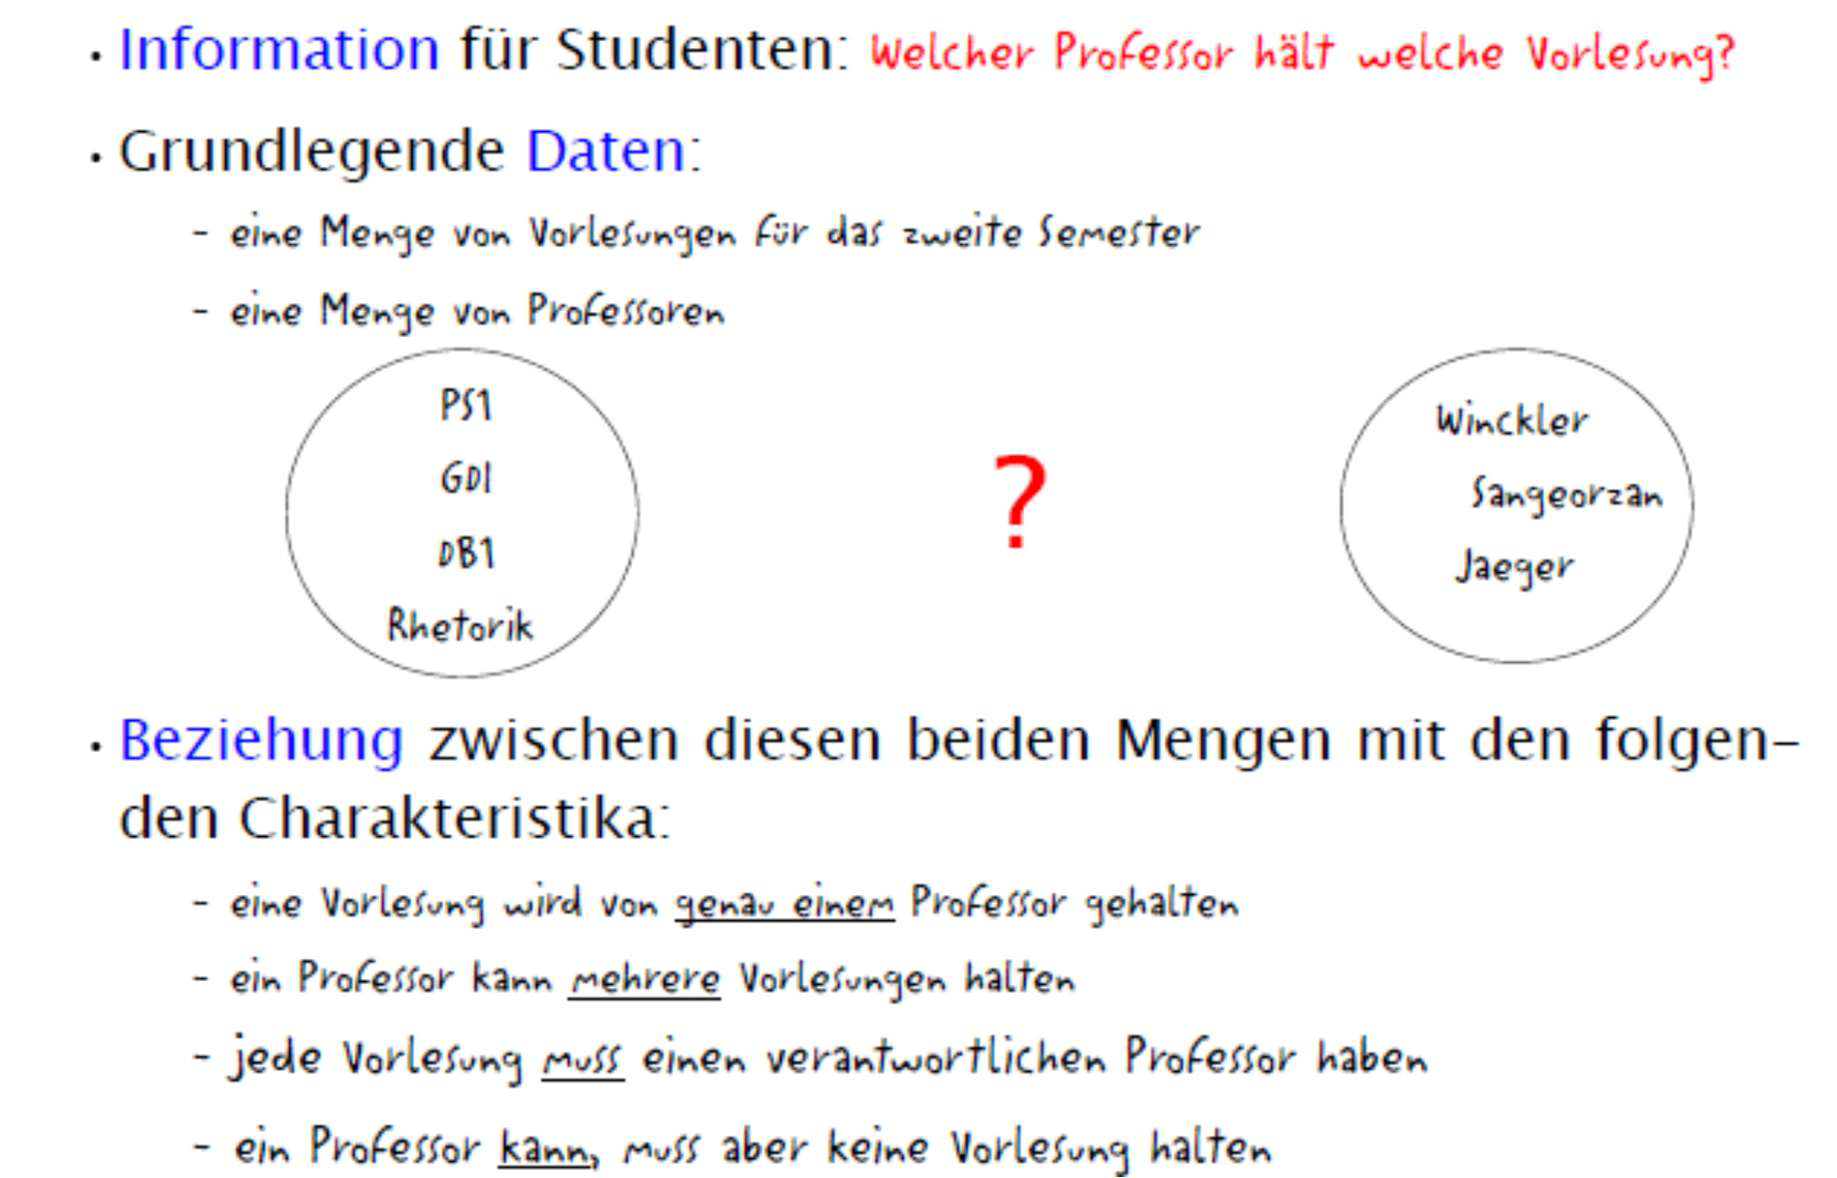 · Information für Studenten: Welcher Professor hält welche Vorlesung?
· Grundlegende Daten:
- eine Menge von Vorlesungen für das zweite Semester
- eine Menge von Professoren
PS1
GDI
DB1
Rhetorik
?
Winckler
Sangeorzan
Jaeger
· Beziehung zwischen diesen beiden Mengen mit den folgen-
den Charakteristika:
- eine Vorlesung wird von genau einem Professor gehalten
- ein Professor kann mehrere Vorlesungen halten
- jede Vorlesung muss einen verantwortlichen Professor haben
- ein Professor kann, muss aber keine Vorlesung halten